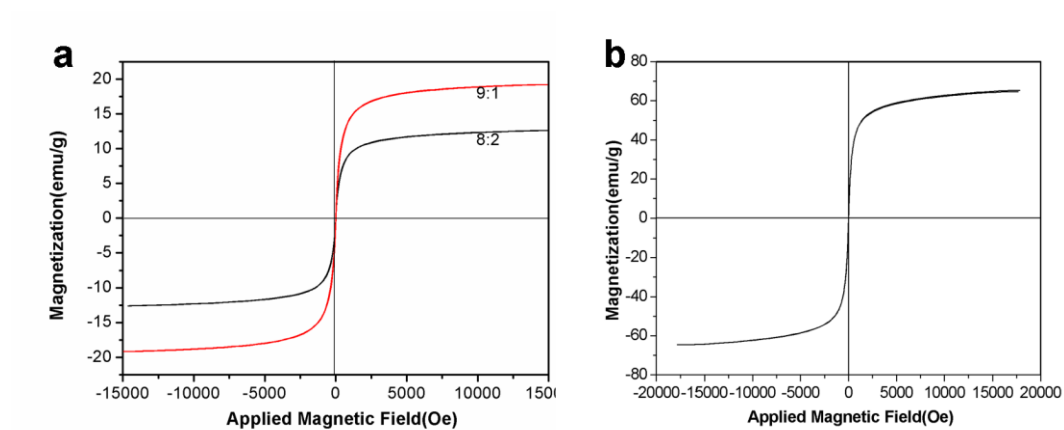 a
Magnetization(emu/g)
20
15
10
5
0
-5
-10
-15
-20
9:1
8:2
-15000 -10000 -5000 0 5000 10000 1500
Applied Magnetic Field(Oe)
b
Magnetization(emu/g)
80
60
40
20
0
-20
-40
-60
-80
-20000 -15000 -10000 -5000 0 5000 10000 15000 20000
Applied Magnetic Field(Oe)